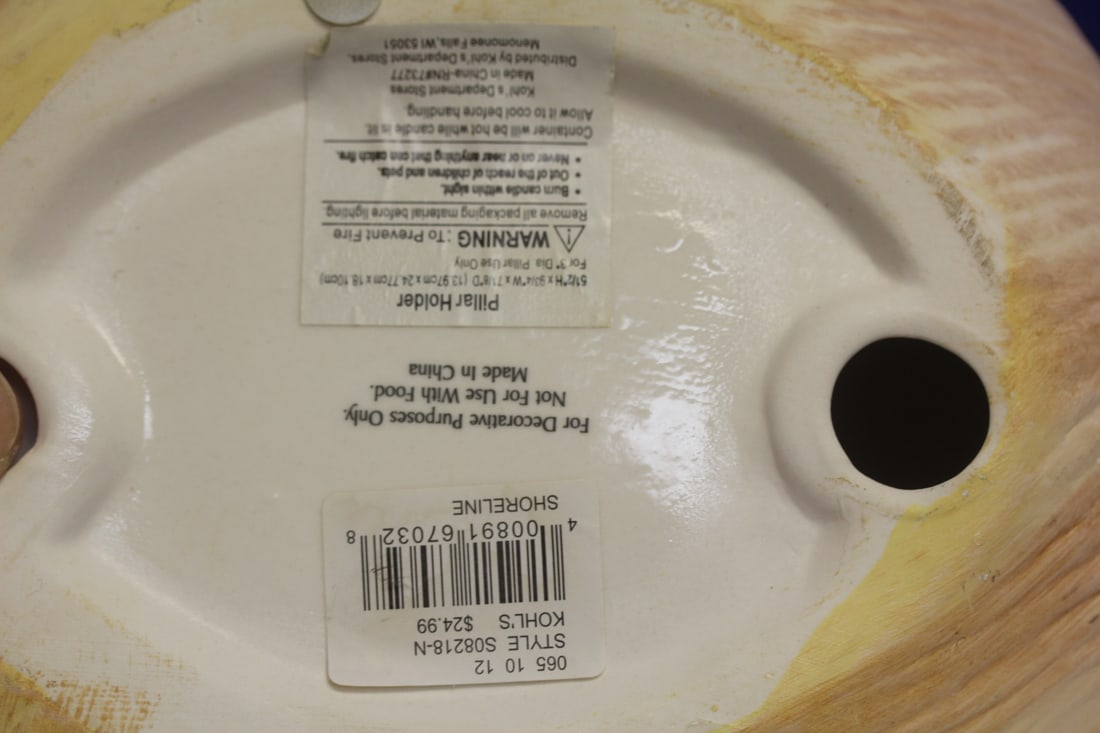 065 10 12
STYLE S08218-N
KOHL'S $24.99
4 00891 67032 8
SHORELINE
For Decorative Purposes Only.
Not For Use With Food.
Made In China
Pillar Holder
5 1/2"H x 9 3/4"W x 7 1/8"D (13.97cm x 24.77cm x 18.10cm)
For 3" Dia Pillar Use Only
WARNING : To Prevent Fire
Remove all packaging material before lighting.
• Burn candle within sight.
• Out of the reach of children and pets.
• Never on or near anything that can catch fire.
Container will be hot while candle is lit.
Allow it to cool before handling.
Kohl's Department Stores
Made in China-RN#73277
Distributed by Kohl's Department Stores.
Menomonee Falls, WI 53051